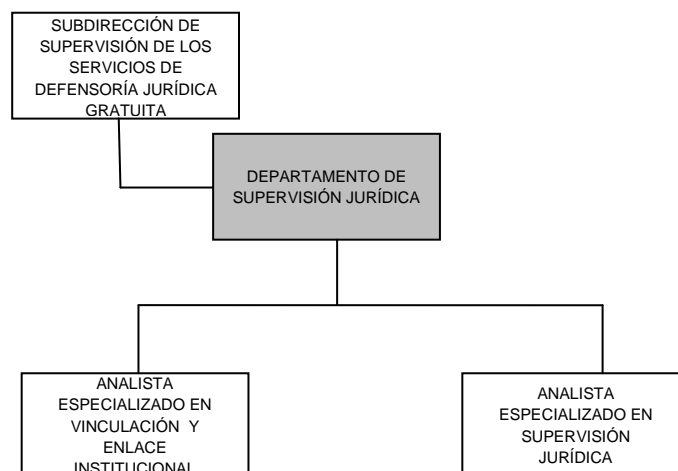 SUBDIRECCIÓN DE
SUPERVISIÓN DE LOS
SERVICIOS DE
DEFENSORÍA JURÍDICA
GRATUITA
DEPARTAMENTO DE
SUPERVISIÓN JURÍDICA
ANALISTA
ESPECIALIZADO EN
VINCULACIÓN Y
ENLACE
INSTITUCIONAL
ANALISTA
ESPECIALIZADO EN
SUPERVISIÓN
JURÍDICA